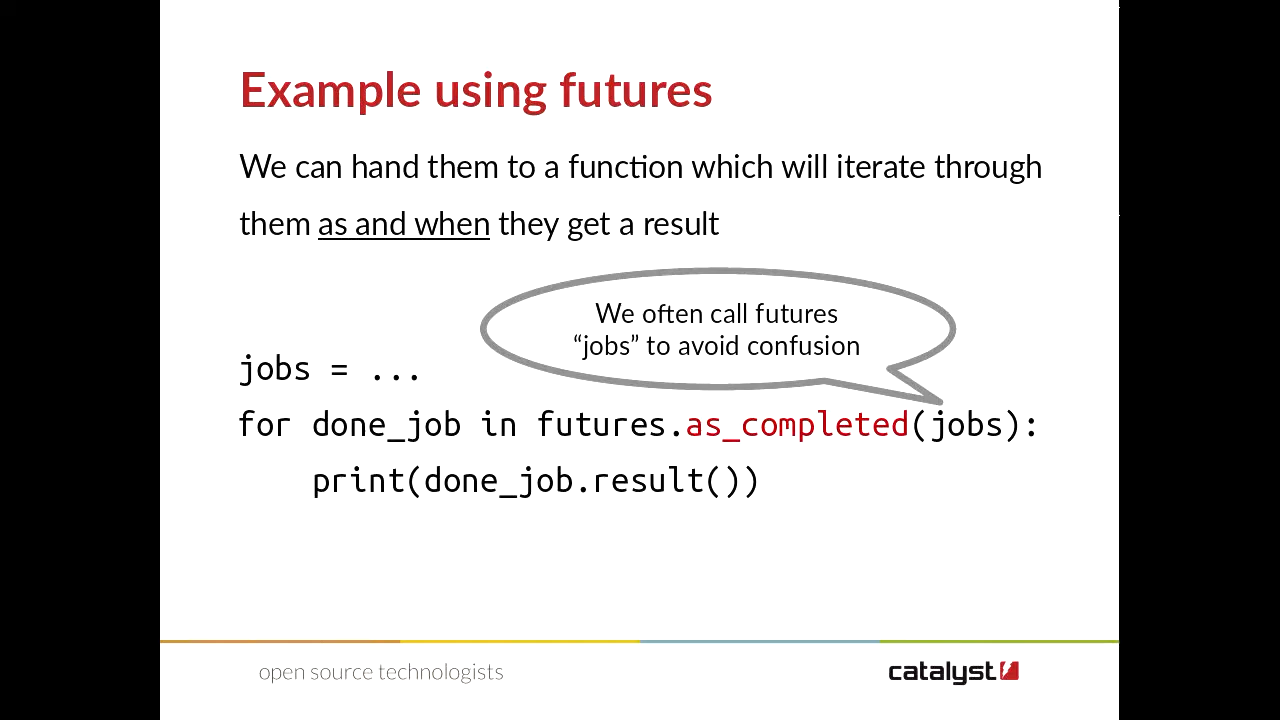 Example using futures
We can hand them to a function which will iterate through
them as and when they get a result
We often call futures
“jobs” to avoid confusion
jobs = ...
for done_job in futures.as_completed(jobs):
    print(done_job.result())
open source technologists
catalyst